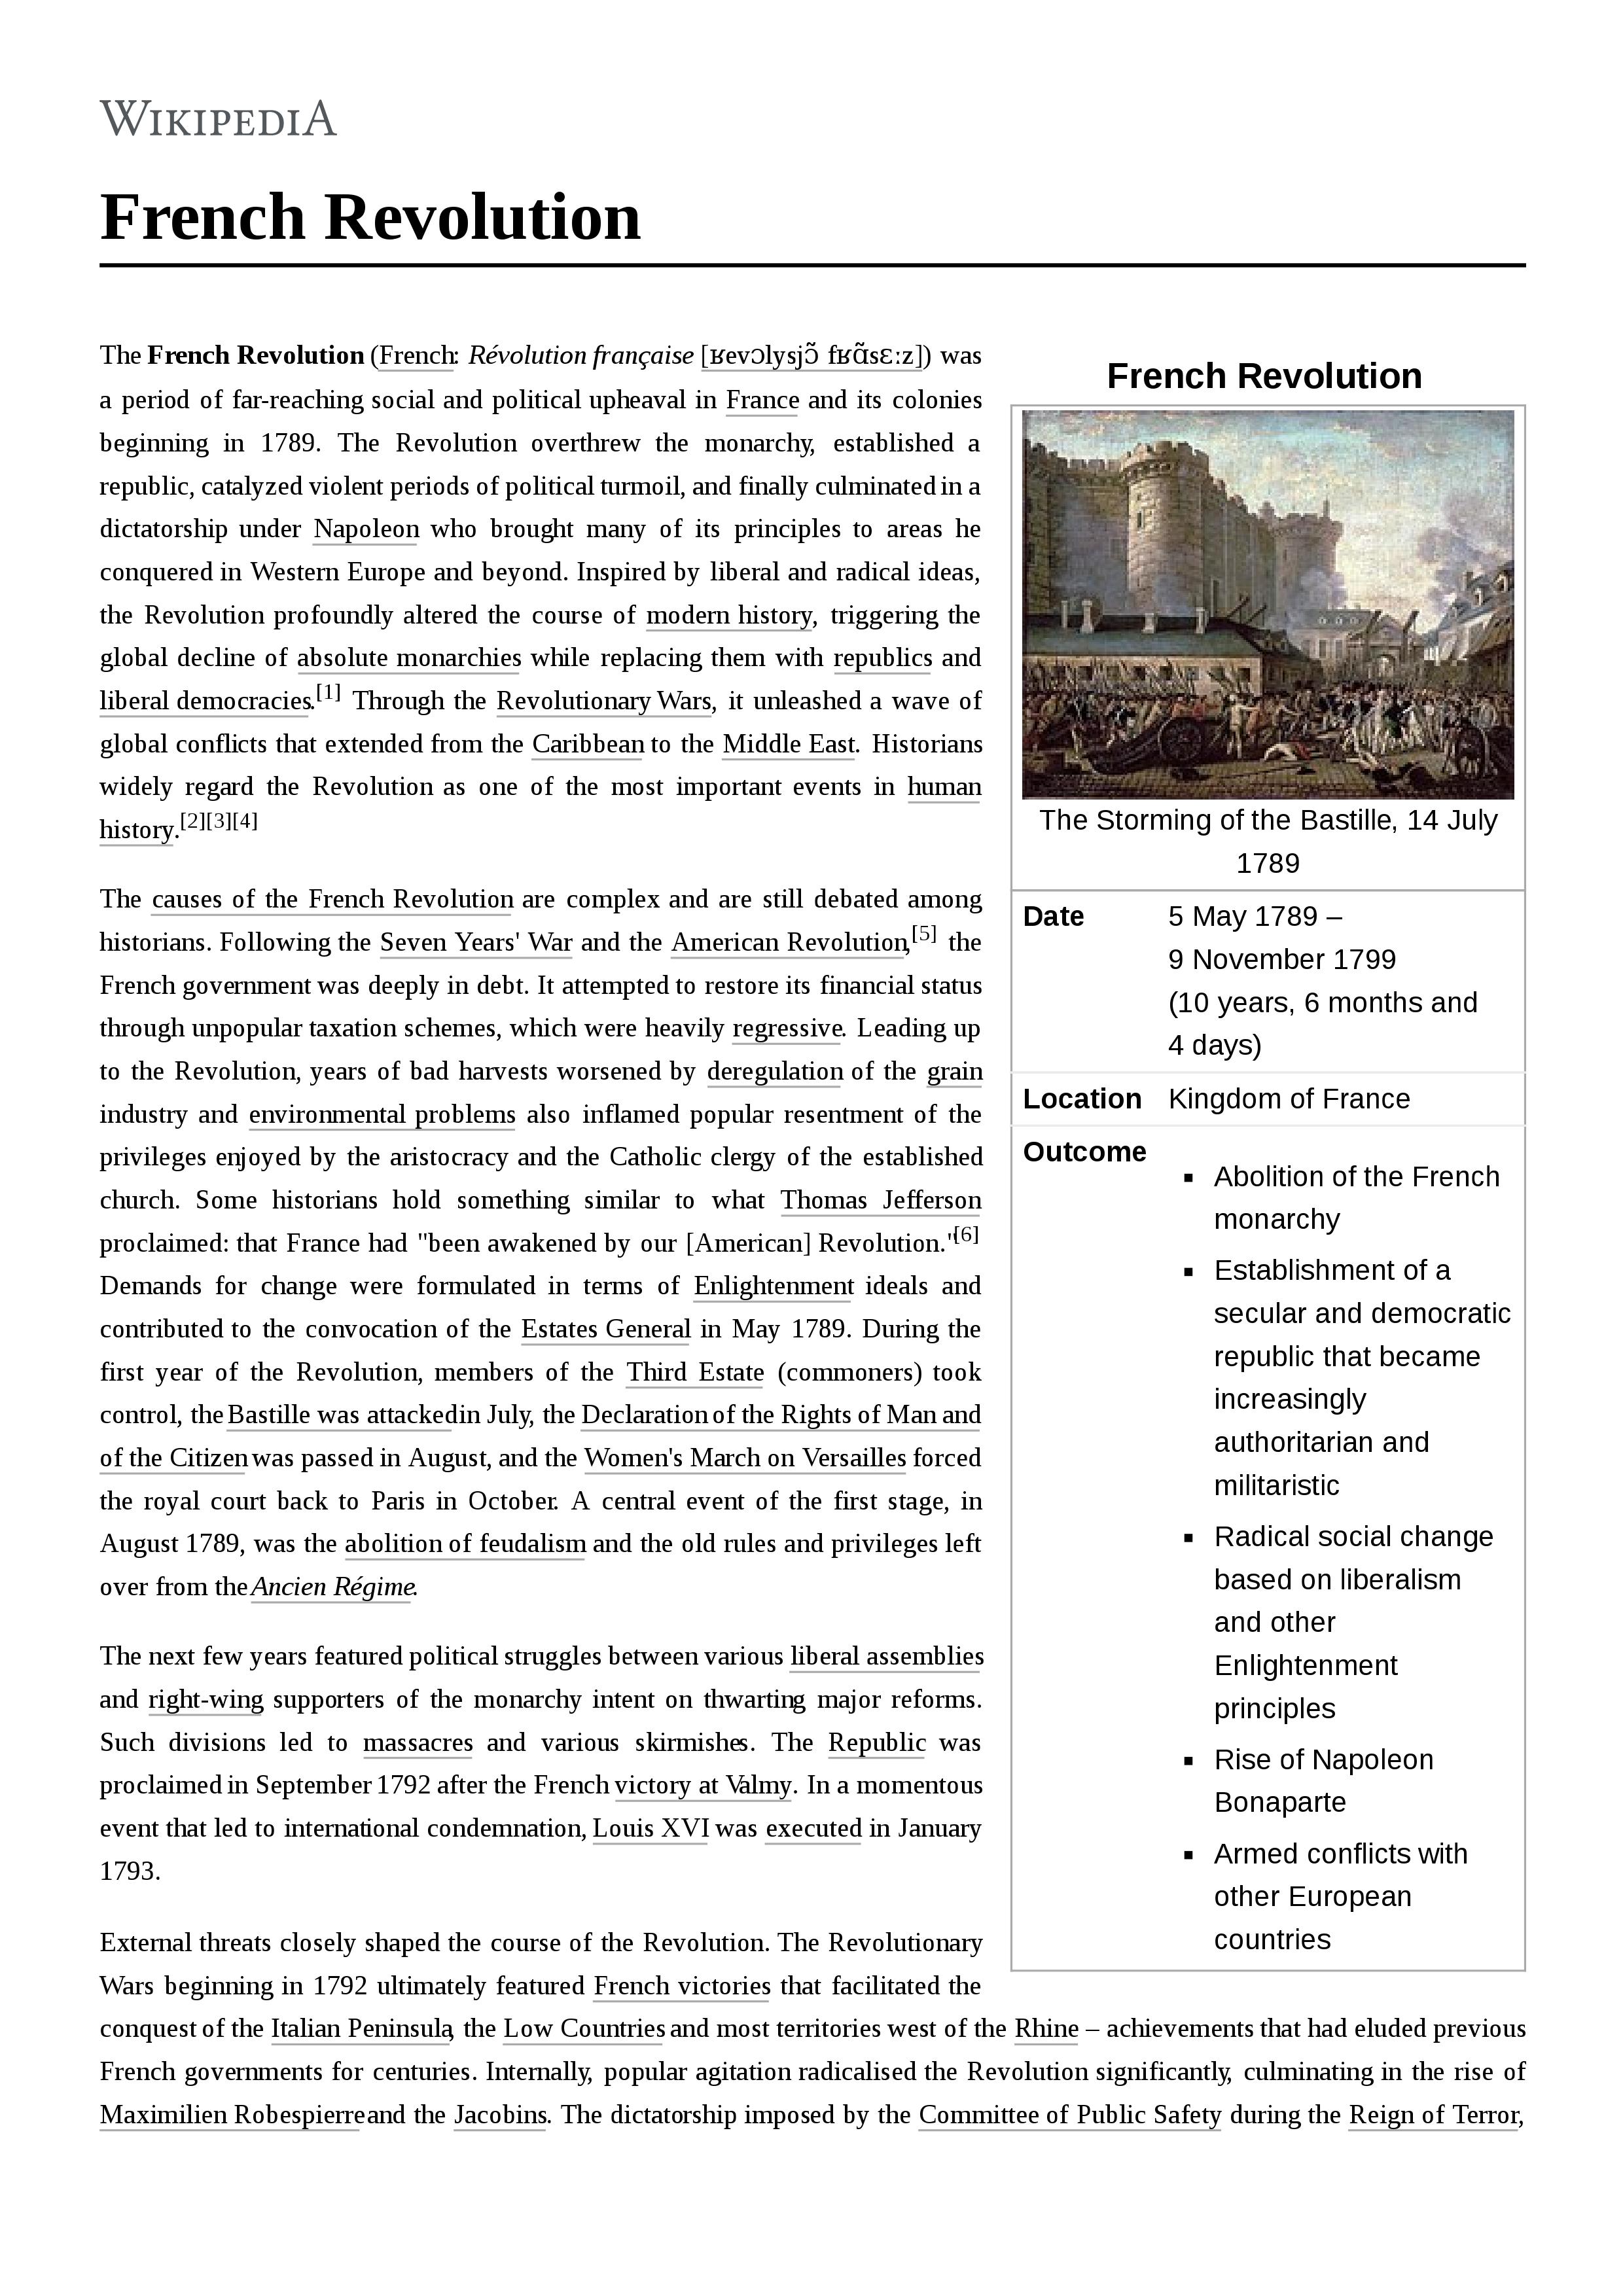 WIKIPEDIA
French Revolution
The French Revolution (French: Révolution française [ʁevɔlysjɔ̃ fʁɑ̃sɛːz]) was
a period of far-reaching social and political upheaval in France and its colonies
beginning in 1789. The Revolution overthrew the monarchy, established a
republic, catalyzed violent periods of political turmoil, and finally culminated in a
dictatorship under Napoleon who brought many of its principles to areas he
conquered in Western Europe and beyond. Inspired by liberal and radical ideas,
the Revolution profoundly altered the course of modern history, triggering the
global decline of absolute monarchies while replacing them with republics and
liberal democracies.[1] Through the Revolutionary Wars, it unleashed a wave of
global conflicts that extended from the Caribbean to the Middle East. Historians
widely regard the Revolution as one of the most important events in human
history.[2][3][4]
The causes of the French Revolution are complex and are still debated among
historians. Following the Seven Years' War and the American Revolution,[5] the
French government was deeply in debt. It attempted to restore its financial status
through unpopular taxation schemes, which were heavily regressive. Leading up
to the Revolution, years of bad harvests worsened by deregulation of the grain
industry and environmental problems also inflamed popular resentment of the
privileges enjoyed by the aristocracy and the Catholic clergy of the established
church. Some historians hold something similar to what Thomas Jefferson
proclaimed: that France had "been awakened by our [American] Revolution."[6]
Demands for change were formulated in terms of Enlightenment ideals and
contributed to the convocation of the Estates General in May 1789. During the
first year of the Revolution, members of the Third Estate (commoners) took
control, the Bastille was attacked in July, the Declaration of the Rights of Man and
of the Citizen was passed in August, and the Women's March on Versailles forced
the royal court back to Paris in October. A central event of the first stage, in
August 1789, was the abolition of feudalism and the old rules and privileges left
over from the Ancien Régime.
The next few years featured political struggles between various liberal assemblies
and right-wing supporters of the monarchy intent on thwarting major reforms.
Such divisions led to massacres and various skirmishes. The Republic was
proclaimed in September 1792 after the French victory at Valmy. In a momentous
event that led to international condemnation, Louis XVI was executed in January
1793.
External threats closely shaped the course of the Revolution. The Revolutionary
Wars beginning in 1792 ultimately featured French victories that facilitated the
conquest of the Italian Peninsula, the Low Countries and most territories west of the Rhine – achievements that had eluded previous
French governments for centuries. Internally, popular agitation radicalised the Revolution significantly, culminating in the rise of
Maximilien Robespierre and the Jacobins. The dictatorship imposed by the Committee of Public Safety during the Reign of Terror,
French Revolution
The Storming of the Bastille, 14 July
1789
Date 5 May 1789 –
9 November 1799
(10 years, 6 months and
4 days)
Location Kingdom of France
Outcome
▪ Abolition of the French
monarchy
▪ Establishment of a
secular and democratic
republic that became
increasingly
authoritarian and
militaristic
▪ Radical social change
based on liberalism
and other
Enlightenment
principles
▪ Rise of Napoleon
Bonaparte
▪ Armed conflicts with
other European
countries